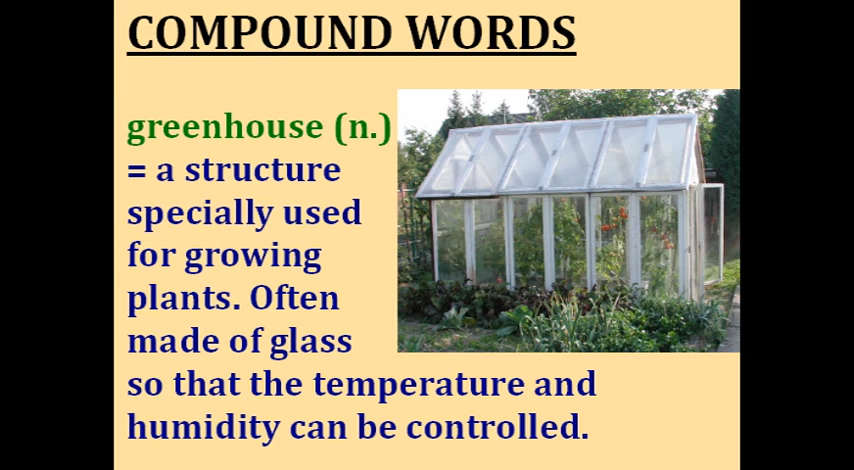 COMPOUND WORDS
greenhouse (n.)
= a structure
specially used
for growing
plants. Often
made of glass
so that the temperature and
humidity can be controlled.